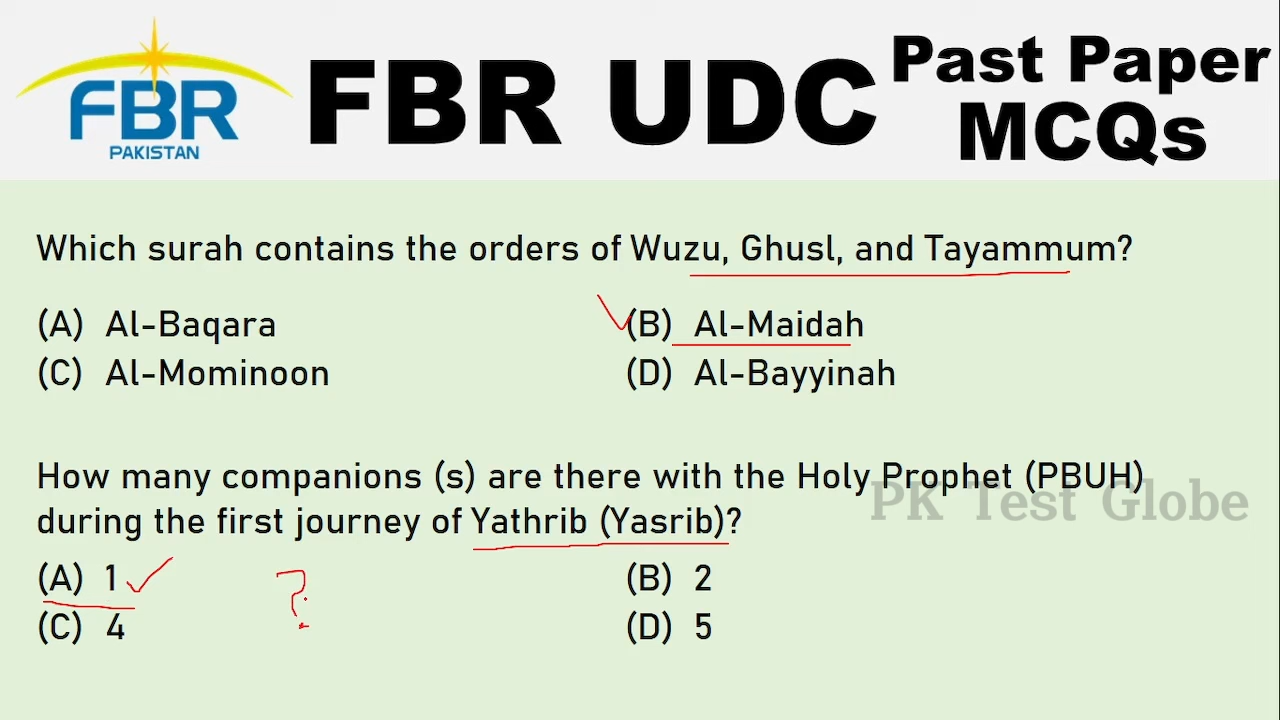 FBR
PAKISTAN
FBR UDC
Past Paper
MCQs
Which surah contains the orders of Wuzu, Ghusl, and Tayammum?
(A) Al-Baqara
(B) Al-Maidah
(C) Al-Mominoon
(D) Al-Bayyinah
How many companions (s) are there with the Holy Prophet (PBUH)
during the first journey of Yathrib (Yasrib)?
PK Test Globe
(A) 1
?
(B) 2
(C) 4
(D) 5